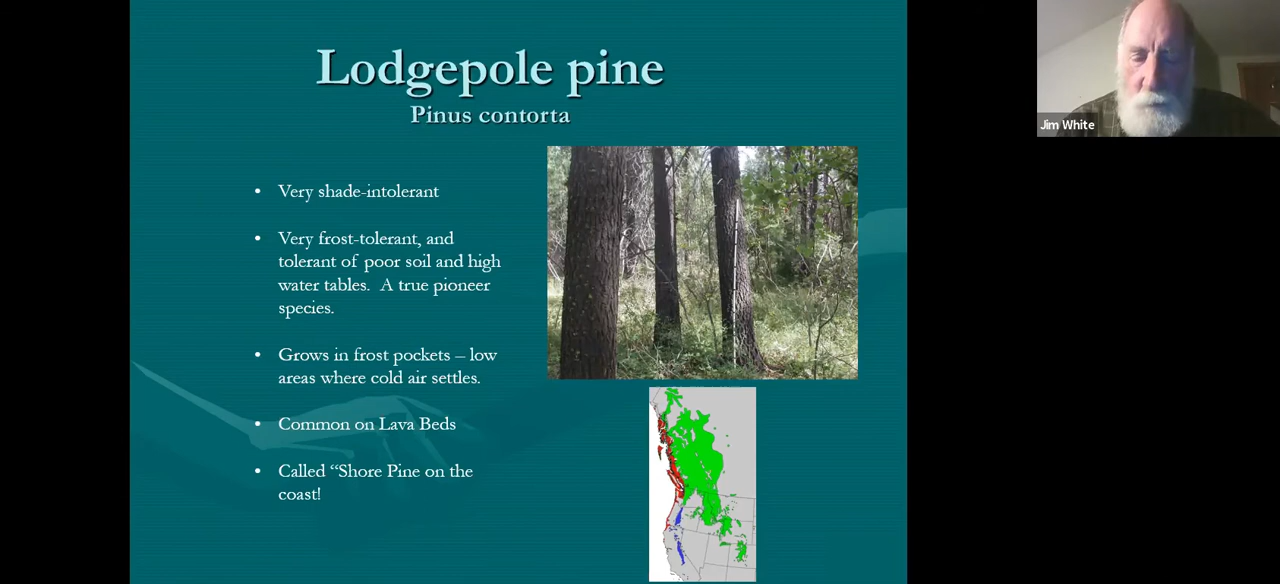 Lodgepole pine
Pinus contorta
• Very shade-intolerant
• Very frost-tolerant, and
tolerant of poor soil and high
water tables.  A true pioneer
species.
• Grows in frost pockets – low
areas where cold air settles.
• Common on Lava Beds
• Called “Shore Pine on the
coast!
Jim White